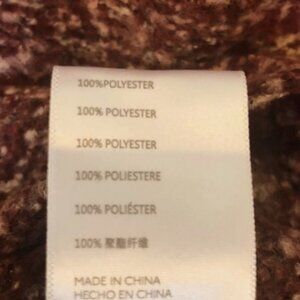 100%POLYESTER
100% POLYESTER
100% POLYESTER
100% POLIESTERE
100% POLIÉSTER
100% 聚酯纤维
MADE IN CHINA
HECHO EN CHINA